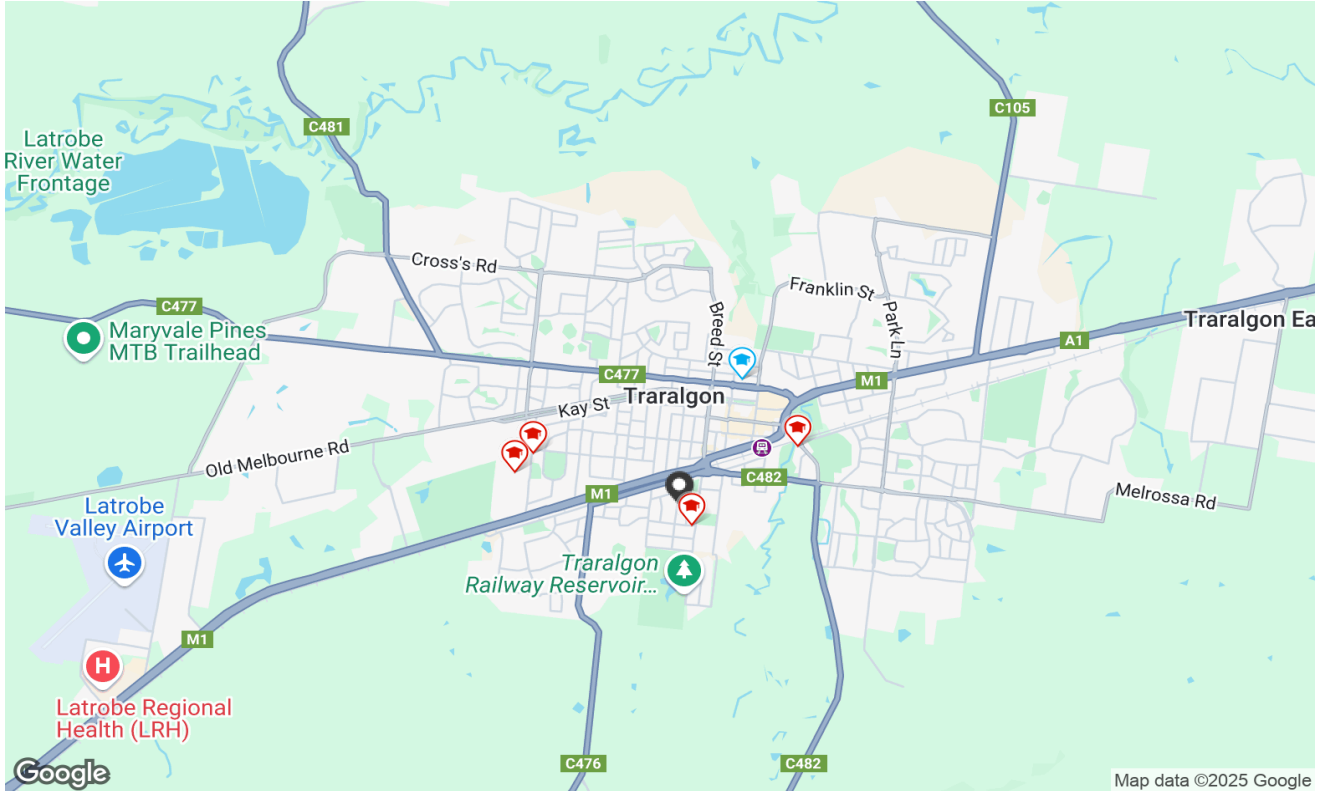 C105
C481
Latrobe
River Water
Frontage
Cross's Rd
Franklin St
C477
Breed St
Park Ln
Traralgon Ea
Maryvale Pines
MTB Trailhead
A1
C477
M1
Traralgon
Kay St
Old Melbourne Rd
C482
M1
Melrossa Rd
Latrobe
Valley Airport
Traralgon
Railway Reservoir...
M1
H
Latrobe Regional
Health (LRH)
C476
C482
Google
Map data ©2025 Google